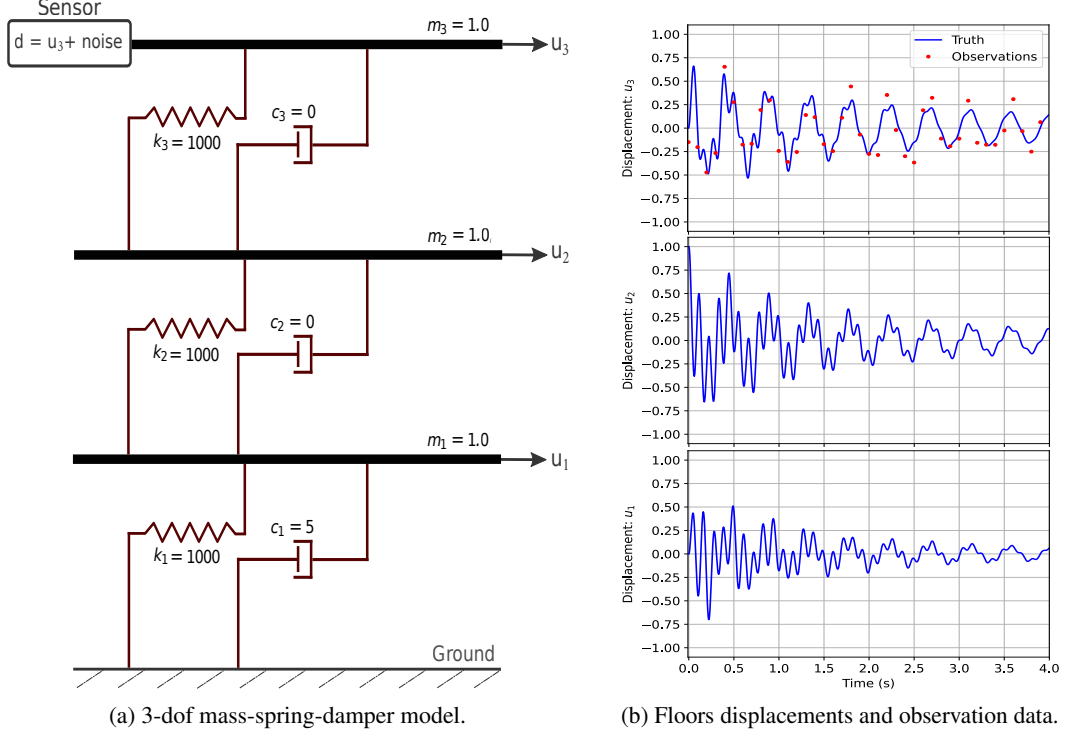 Sensor
d = u₃+ noise
m₃ = 1.0
u₃
c₃ = 0
k₃ = 1000
m₂ = 1.0
u₂
c₂ = 0
k₂ = 1000
m₁ = 1.0
u₁
c₁ = 5
k₁ = 1000
Ground
(a) 3-dof mass-spring-damper model.
Truth
Observations
Displacement: u₃
1.00
0.75
0.50
0.25
0.00
−0.25
−0.50
−0.75
−1.00
Displacement: u₂
1.00
0.75
0.50
0.25
0.00
−0.25
−0.50
−0.75
−1.00
Displacement: u₁
1.00
0.75
0.50
0.25
0.00
−0.25
−0.50
−0.75
−1.00
0.0 0.5 1.0 1.5 2.0 2.5 3.0 3.5 4.0
Time (s)
(b) Floors displacements and observation data.